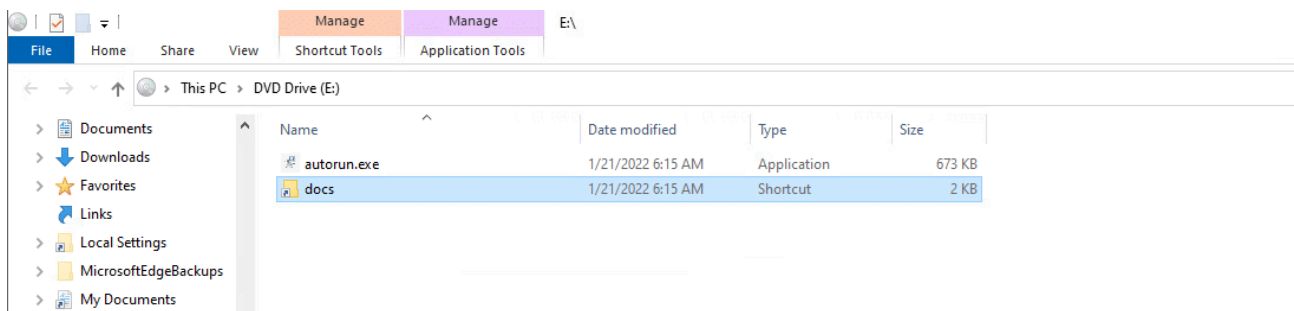 Manage Manage E:\
File Home Share View Shortcut Tools Application Tools
This PC > DVD Drive (E:)
Documents Name Date modified Type Size
Downloads autorun.exe 1/21/2022 6:15 AM Application 673 KB
Favorites docs 1/21/2022 6:15 AM Shortcut 2 KB
Links
Local Settings
MicrosoftEdgeBackups
My Documents